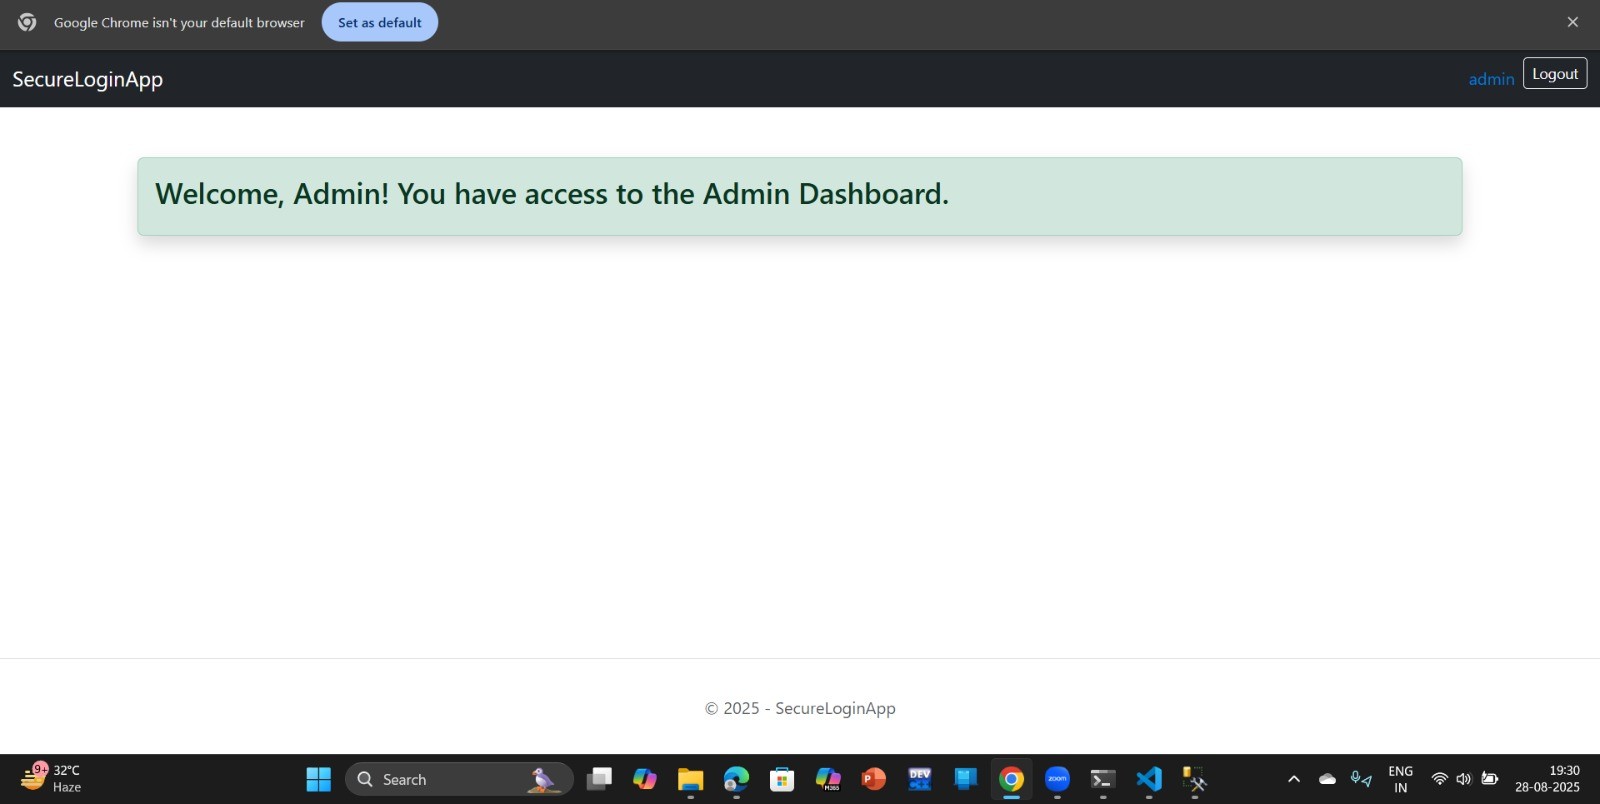 Google Chrome isn't your default browser Set as default
SecureLoginApp admin Logout
Welcome, Admin! You have access to the Admin Dashboard.
© 2025 - SecureLoginApp
9+ 32°C
Haze
Search
M365
P
DEV
C++
zoom
ENG
IN
19:30
28-08-2025